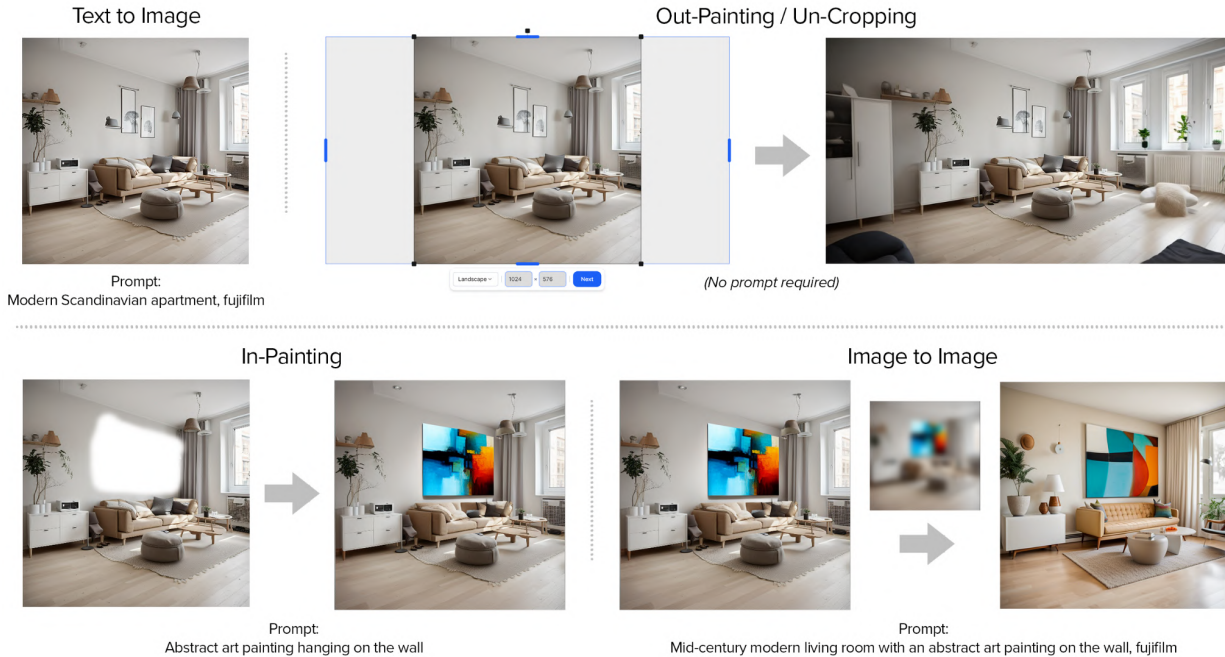 Text to Image
Out-Painting / Un-Cropping
Prompt:
Modern Scandinavian apartment, fujifilm
Landscape
1024
576
Next
(No prompt required)
In-Painting
Image to Image
Prompt:
Abstract art painting hanging on the wall
Prompt:
Mid-century modern living room with an abstract art painting on the wall, fujifilm